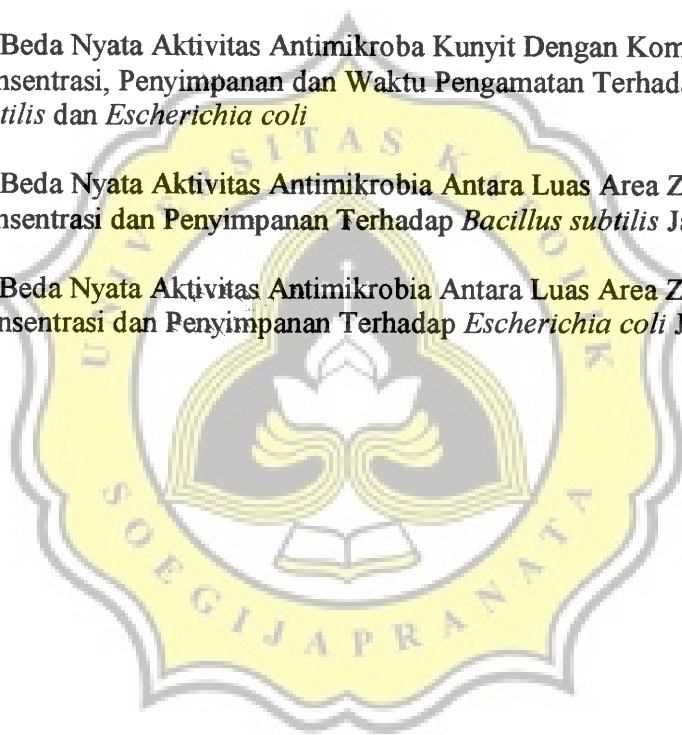 Beda Nyata Aktivitas Antimikroba Kunyit Dengan Kom
nsentrasi, Penyimpanan dan Waktu Pengamatan Terhada
tilis dan Escherichia coli
Beda Nyata Aktivitas Antimikrobia Antara Luas Area Z
nsentrasi dan Penyimpanan Terhadap Bacillus subtilis Ja
Beda Nyata Aktivitas Antimikrobia Antara Luas Area Z
nsentrasi dan Penyimpanan Terhadap Escherichia coli J
UNIVERSITAS KATOLIK
SOEGIJAPRANATA